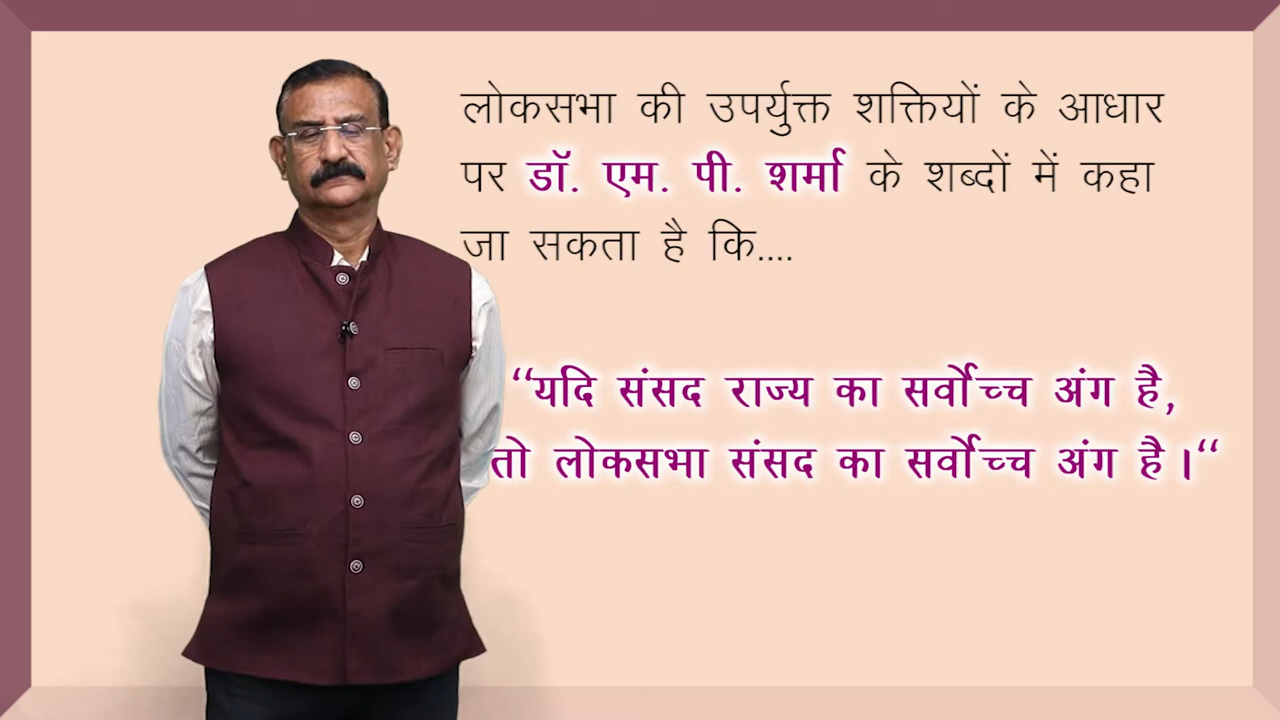 लोकसभा की उपर्युक्त शक्तियों के आधार
पर डॉ. एम. पी. शर्मा के शब्दों में कहा
जा सकता है कि....
“यदि संसद राज्य का सर्वोच्च अंग है,
तो लोकसभा संसद का सर्वोच्च अंग है।“